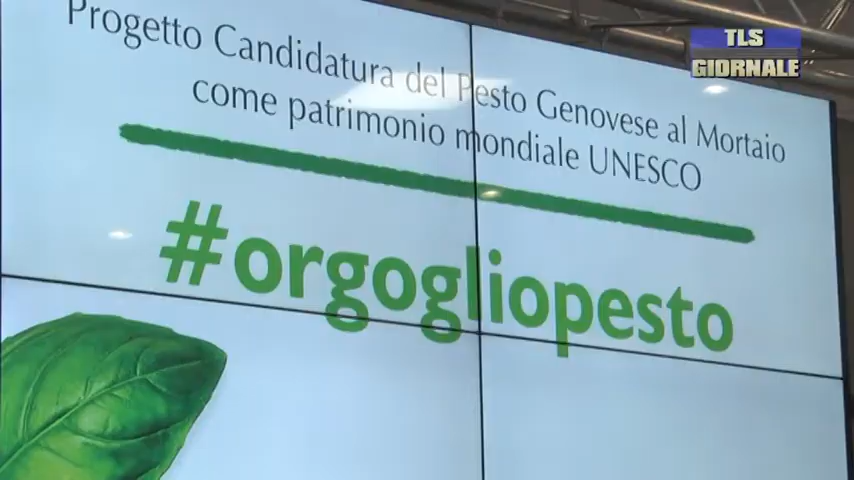 Progetto Candidatura del Pesto Genovese al Mortaio
come patrimonio mondiale UNESCO
#orgogliopesto
TLS
GIORNALE